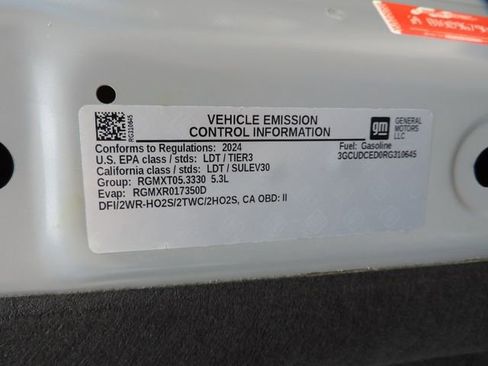 RG310645
VEHICLE EMISSION
CONTROL INFORMATION
gm
GENERAL
MOTORS
LLC
Conforms to Regulations: 2024
Fuel: Gasoline
U.S. EPA class / stds: LDT / TIER3
3GCUDCED0RG310645
California class / stds: LDT / SULEV30
Group: RGMXT05.3330 5.3L
Evap: RGMXR017350D
DFI/2WR-HO2S/2TWC/2HO2S, CA OBD: II